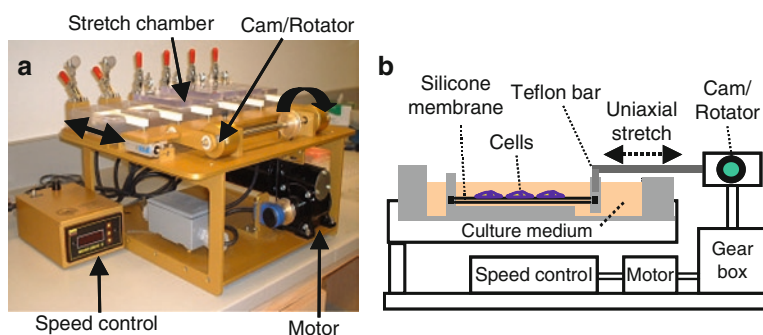 Stretch chamber
Cam/Rotator
a
Speed control
Motor
b
Silicone
membrane
Teflon bar
Uniaxial
stretch
Cam/
Rotator
Cells
Culture medium
Speed control
Motor
Gear
box